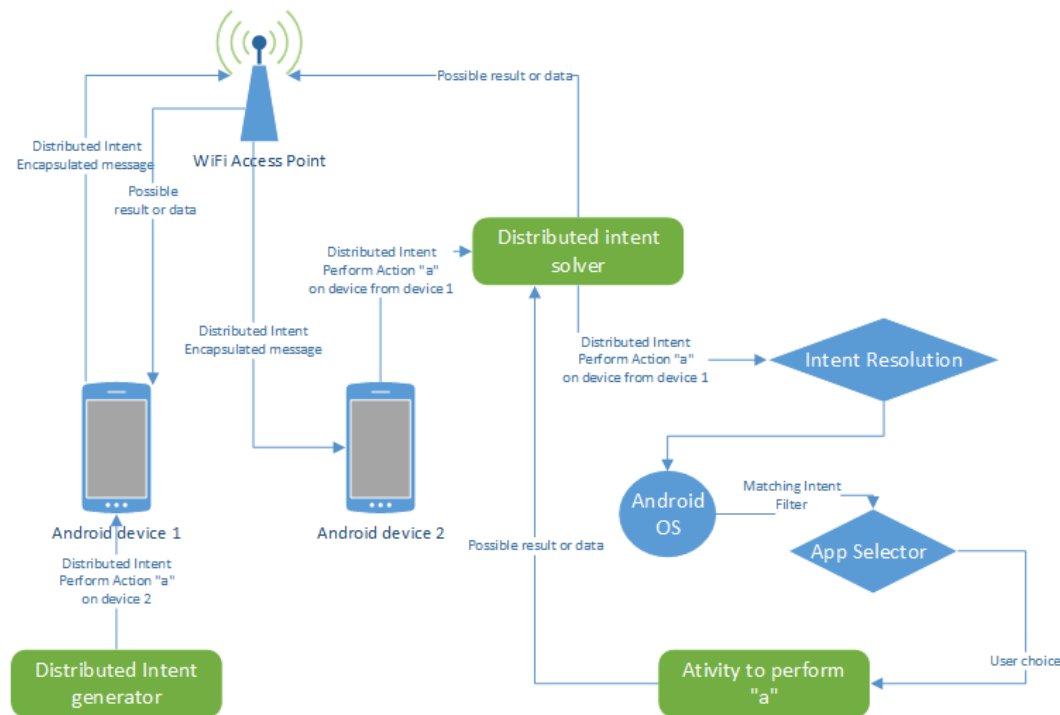 Possible result or data
Distributed Intent
Encapsulated message
WiFi Access Point
Possible
result or data
Distributed intent
solver
Distributed Intent
Perform Action "a"
on device from device 1
Distributed Intent
Encapsulated message
Distributed Intent
Perform Action "a"
on device from device 1
Intent Resolution
Android
OS
Matching Intent
Filter
App Selector
Android device 1
Android device 2
Possible result or data
Distributed Intent
Perform Action "a"
on device 2
User choice
Distributed Intent
generator
Ativity to perform
"a"